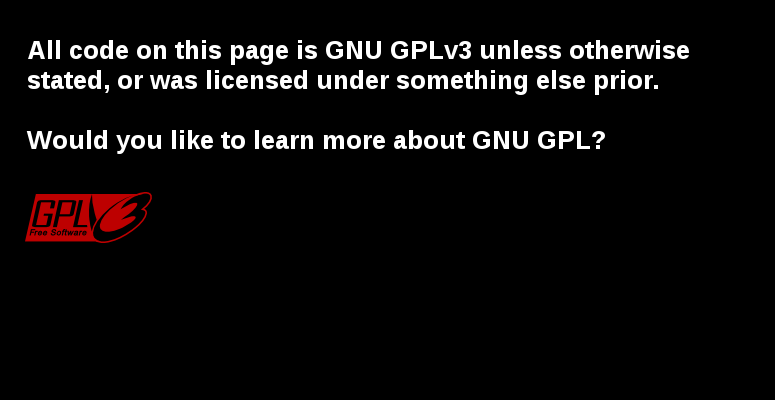 All code on this page is GNU GPLv3 unless otherwise
stated, or was licensed under something else prior.
Would you like to learn more about GNU GPL?
GPLv3
Free Software